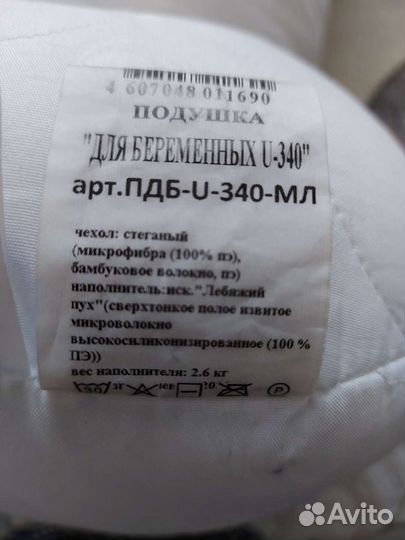 4 607048 011690
ПОДУШКА
"ДЛЯ БЕРЕМЕННЫХ U-340"
арт.ПДБ-U-340-МЛ
чехол: стеганый
(микрофибра (100% пэ),
бамбуковое волокно, пэ)
наполнитель:иск."Лебяжий
пух"(сверхтонкое полое извитое
микроволокно
высокосиликонизированное (100 %
ПЭ))
вес наполнителя: 2.6 кг
30 P
Avito